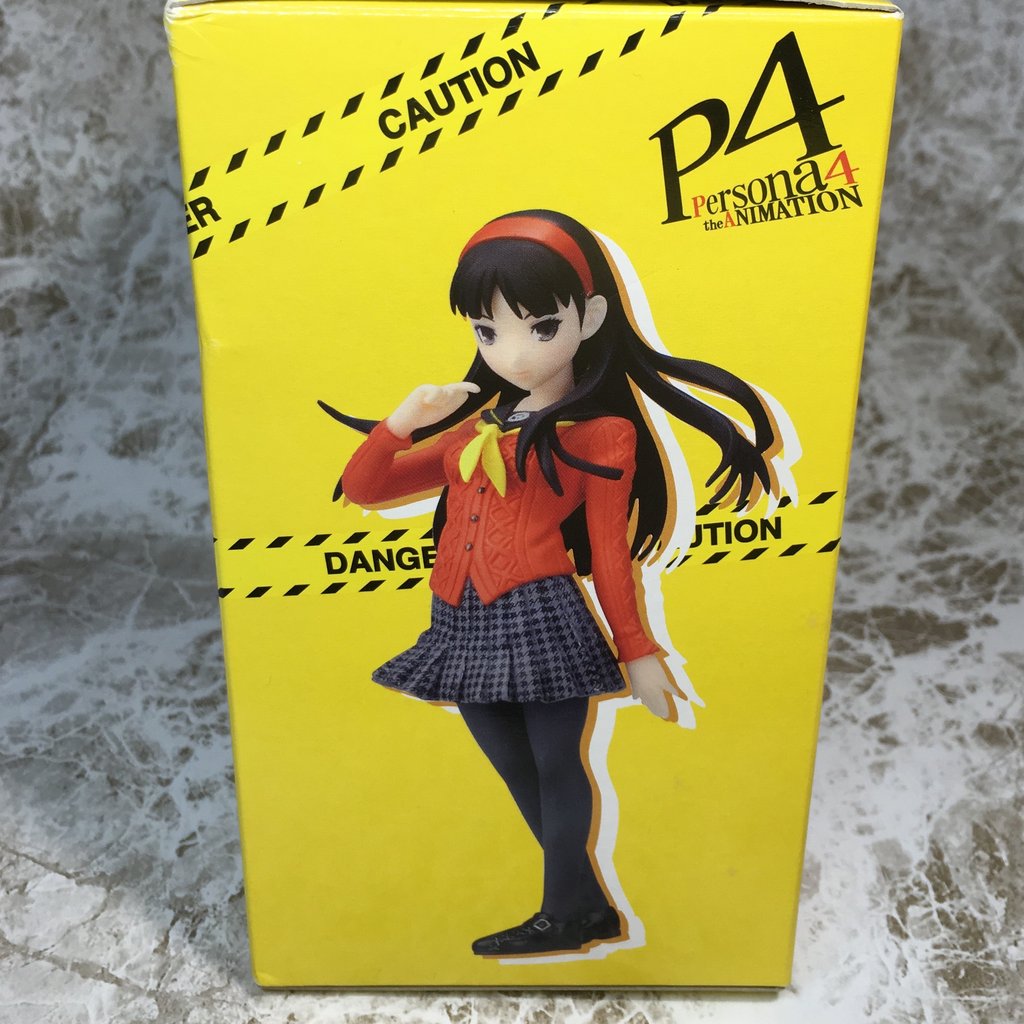 CAUTION
ER
P4
Persona4
the ANIMATION
DANGE
UTION